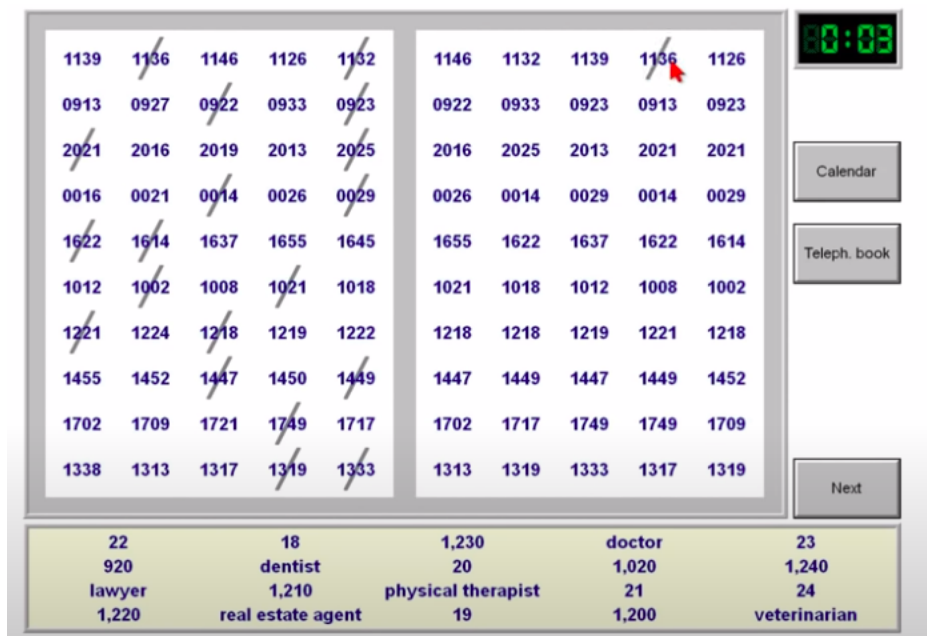 1139 1136 1146 1126 1132 1146 1132 1139 1136 1126
0913 0927 0922 0933 0923 0922 0933 0923 0913 0923
2021 2016 2019 2013 2025 2016 2025 2013 2021 2021
0016 0021 0014 0026 0029 0026 0014 0029 0014 0029
1622 1614 1637 1655 1645 1655 1622 1637 1622 1614
1012 1002 1008 1021 1018 1021 1018 1012 1008 1002
1221 1224 1218 1219 1222 1218 1218 1219 1221 1218
1455 1452 1447 1450 1449 1447 1449 1447 1449 1452
1702 1709 1721 1749 1717 1702 1717 1749 1749 1709
1338 1313 1317 1319 1333 1313 1319 1333 1317 1319
0:03
Calendar
Teleph. book
Next
22 18 1,230 doctor 23
920 dentist 20 1,020 1,240
lawyer 1,210 physical therapist 21 24
1,220 real estate agent 19 1,200 veterinarian